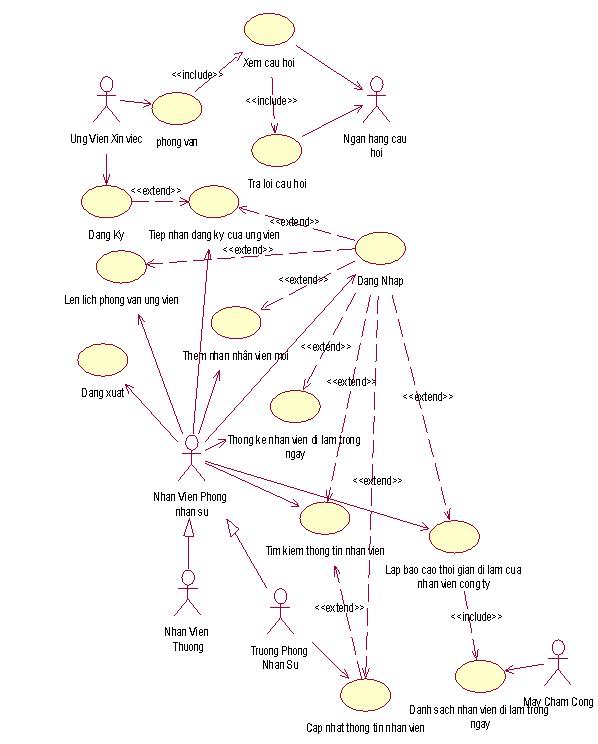 Xem cau hoi
<<include>>
<<include>>
Ung Vien Xin viec
phong van
Ngan hang cau
hoi
Tra loi cau hoi
<<extend>>
<<extend>>
Dang Ky
Tiep nhan dang ky cua ung vien
<<extend>>
<<extend>>
Dang Nhap
Len lich phong van ung vien
<<extend>>
Them nhan nhân vien moi
<<extend>>
Dang xuat
<<extend>>
Thong ke nhan vien di lam trong
ngay
<<extend>>
Nhan Vien Phong
nhan su
Tim kiem thong tin nhan vien
Lap bao cao thoi gian di lam cua
nhan vien cong ty
<<extend>>
<<include>>
Nhan Vien
Thuong
Truong Phong
Nhan Su
May Cham Cong
Danh sach nhan vien di lam trong
ngay
Cap nhat thong tin nhan vien